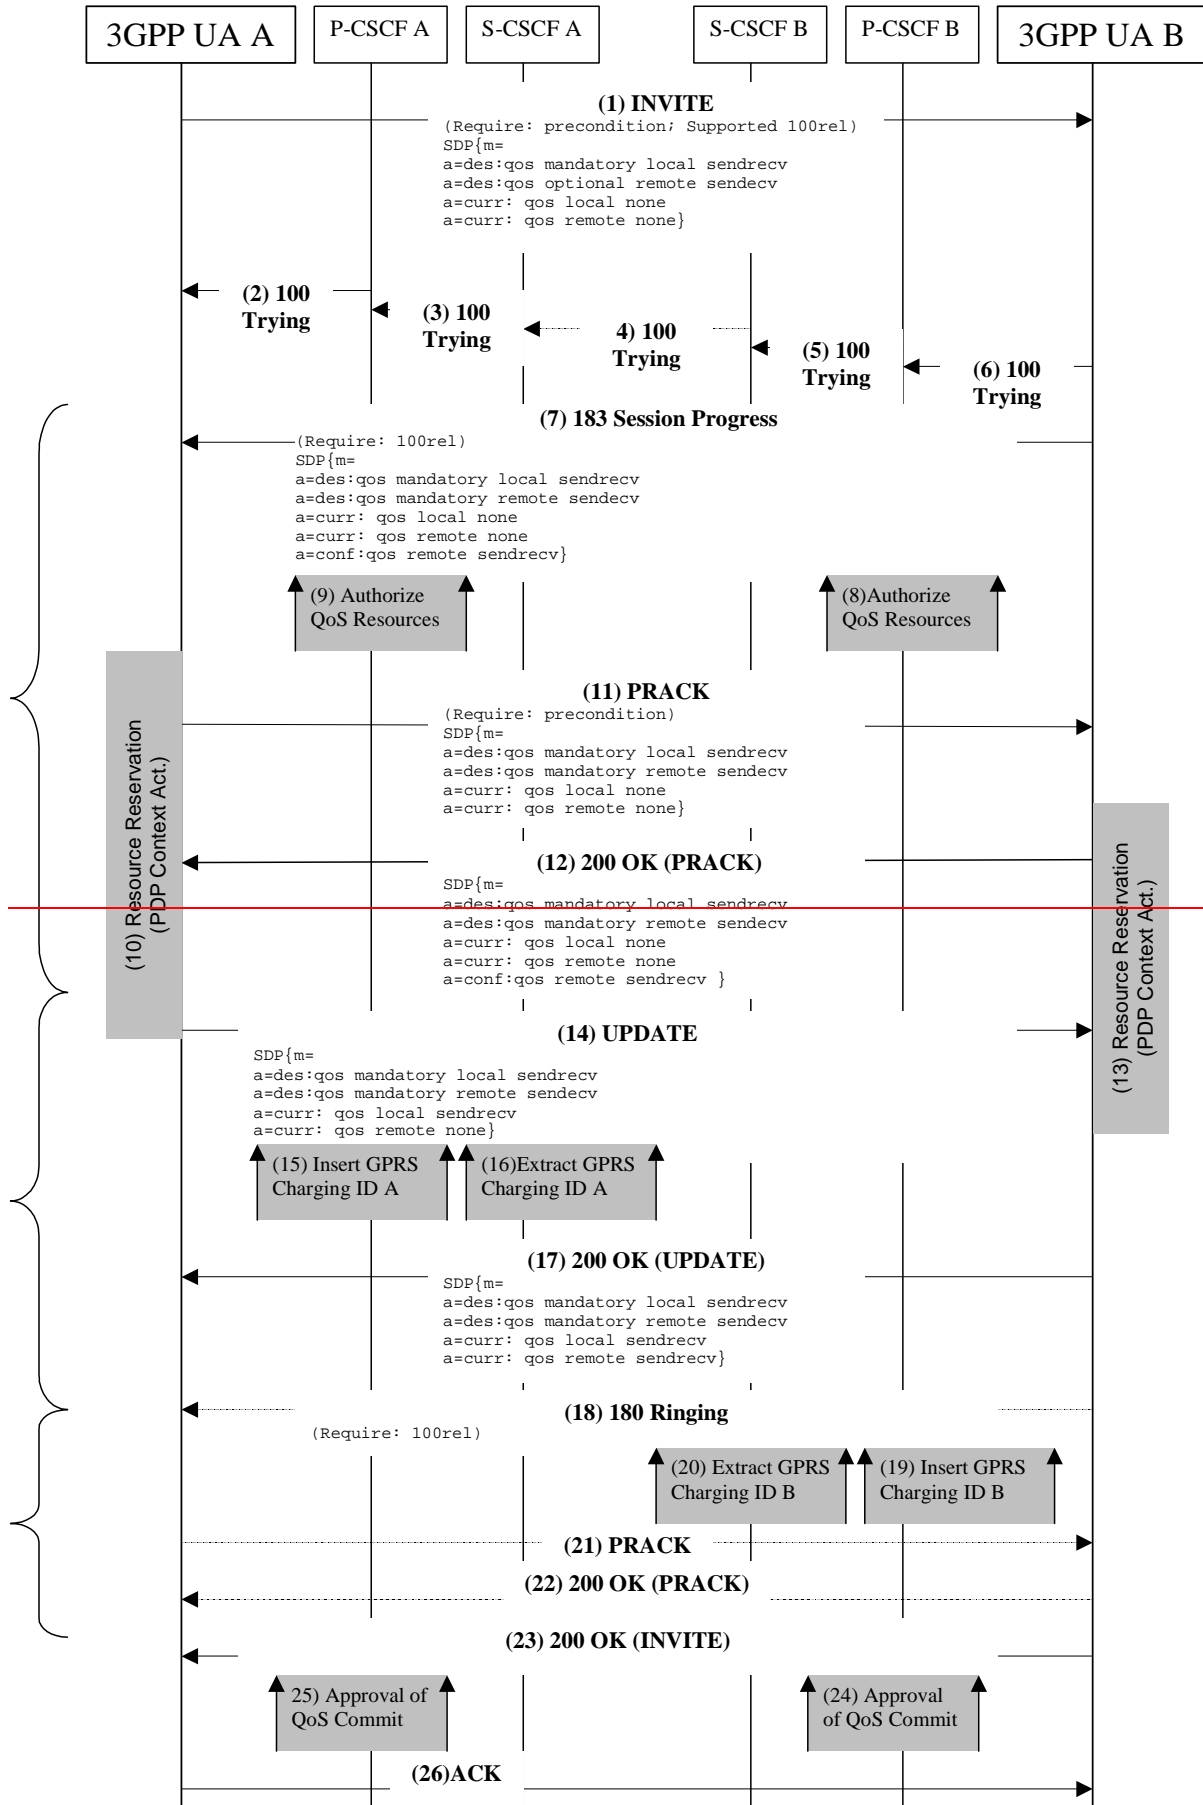 3GPP UA A
P-CSCF A
S-CSCF A
S-CSCF B
P-CSCF B
3GPP UA B
(1) INVITE
(Require: precondition; Supported 100rel)
SDP{m=
a=des:qos mandatory local sendrecv
a=des:qos optional remote sendecv
a=curr: qos local none
a=curr: qos remote none}
(2) 100
Trying
(3) 100
Trying
4) 100
Trying
(5) 100
Trying
(6) 100
Trying
(7) 183 Session Progress
(Require: 100rel)
SDP{m=
a=des:qos mandatory local sendrecv
a=des:qos mandatory remote sendecv
a=curr: qos local none
a=curr: qos remote none
a=conf:qos remote sendrecv}
(9) Authorize
QoS Resources
(8)Authorize
QoS Resources
(10) Resource Reservation
(PDP Context Act.)
(11) PRACK
(Require: precondition)
SDP{m=
a=des:qos mandatory local sendrecv
a=des:qos mandatory remote sendecv
a=curr: qos local none
a=curr: qos remote none}
(12) 200 OK (PRACK)
SDP{m=
a=des:qos mandatory local sendrecv
a=des:qos mandatory remote sendecv
a=curr: qos local none
a=curr: qos remote none
a=conf:qos remote sendrecv }
(13) Resource Reservation
(PDP Context Act.)
(14) UPDATE
SDP{m=
a=des:qos mandatory local sendrecv
a=des:qos mandatory remote sendecv
a=curr: qos local sendrecv
a=curr: qos remote none}
(15) Insert GPRS
Charging ID A
(16)Extract GPRS
Charging ID A
(17) 200 OK (UPDATE)
SDP{m=
a=des:qos mandatory local sendrecv
a=des:qos mandatory remote sendecv
a=curr: qos local sendrecv
a=curr: qos remote sendrecv}
(18) 180 Ringing
(Require: 100rel)
(20) Extract GPRS
Charging ID B
(19) Insert GPRS
Charging ID B
(21) PRACK
(22) 200 OK (PRACK)
(23) 200 OK (INVITE)
25) Approval of
QoS Commit
(24) Approval
of QoS Commit
(26)ACK